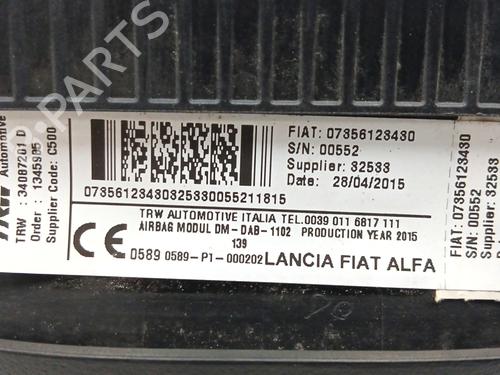 TRW Automotive
TRW : 34087201 D
Order : 1345985
Supplier Code: C500
FIAT: 07356123430
S/N: 00552
Supplier: 32533
Date: 28/04/2015
07356123430325330055211815
TRW AUTOMOTIVE ITALIA TEL.0039 011 6817 111
AIRBAG MODUL DM-DAB-1102 PRODUCTION YEAR 2015
139
CE 0589 0589-P1-000202 LANCIA FIAT ALFA
FIAT: 07356123430
S/N: 00552
Supplier: 32533